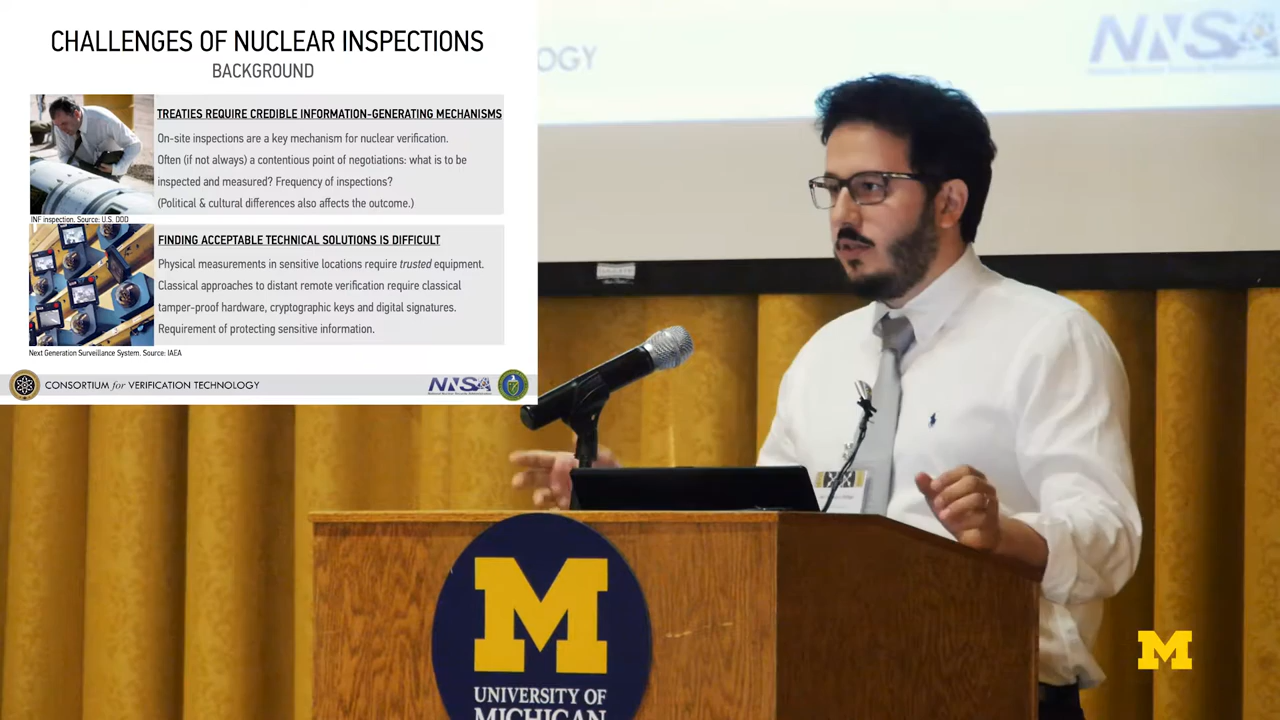 CHALLENGES OF NUCLEAR INSPECTIONS
BACKGROUND
TREATIES REQUIRE CREDIBLE INFORMATION-GENERATING MECHANISMS
On-site inspections are a key mechanism for nuclear verification.
Often (if not always) a contentious point of negotiations: what is to be
inspected and measured? Frequency of inspections?
(Political & cultural differences also affects the outcome.)
INF inspection. Source: U.S. DOD
FINDING ACCEPTABLE TECHNICAL SOLUTIONS IS DIFFICULT
Physical measurements in sensitive locations require trusted equipment.
Classical approaches to distant remote verification require classical
tamper-proof hardware, cryptographic keys and digital signatures.
Requirement of protecting sensitive information.
Next Generation Surveillance System. Source: IAEA
CONSORTIUM for VERIFICATION TECHNOLOGY
NNSA
National Nuclear Security Administration
OGY
NNSA
M
UNIVERSITY OF
MICHIGAN
M